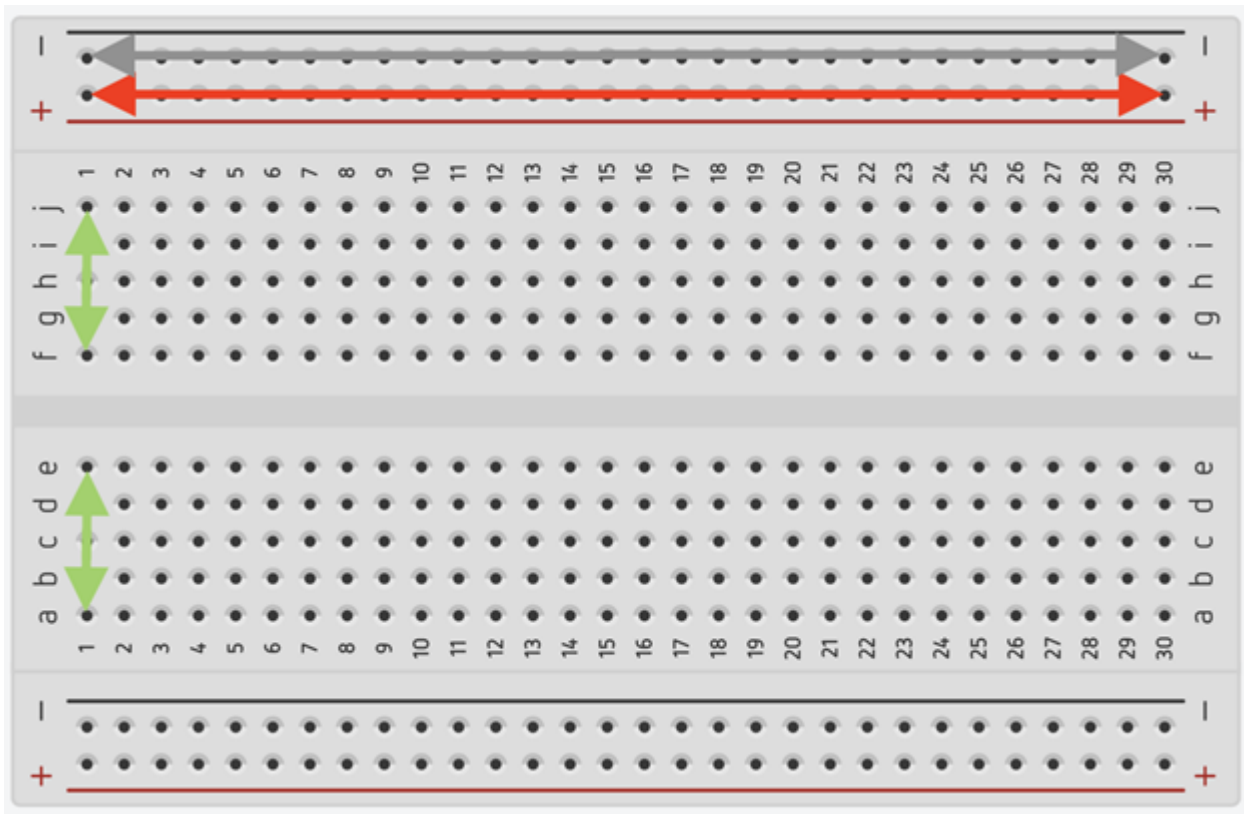 − −
+ +
1 2 3 4 5 6 7 8 9 10 11 12 13 14 15 16 17 18 19 20 21 22 23 24 25 26 27 28 29 30
j j
i i
h h
g g
f f
e e
d d
c c
b b
a a
1 2 3 4 5 6 7 8 9 10 11 12 13 14 15 16 17 18 19 20 21 22 23 24 25 26 27 28 29 30
− −
+ +